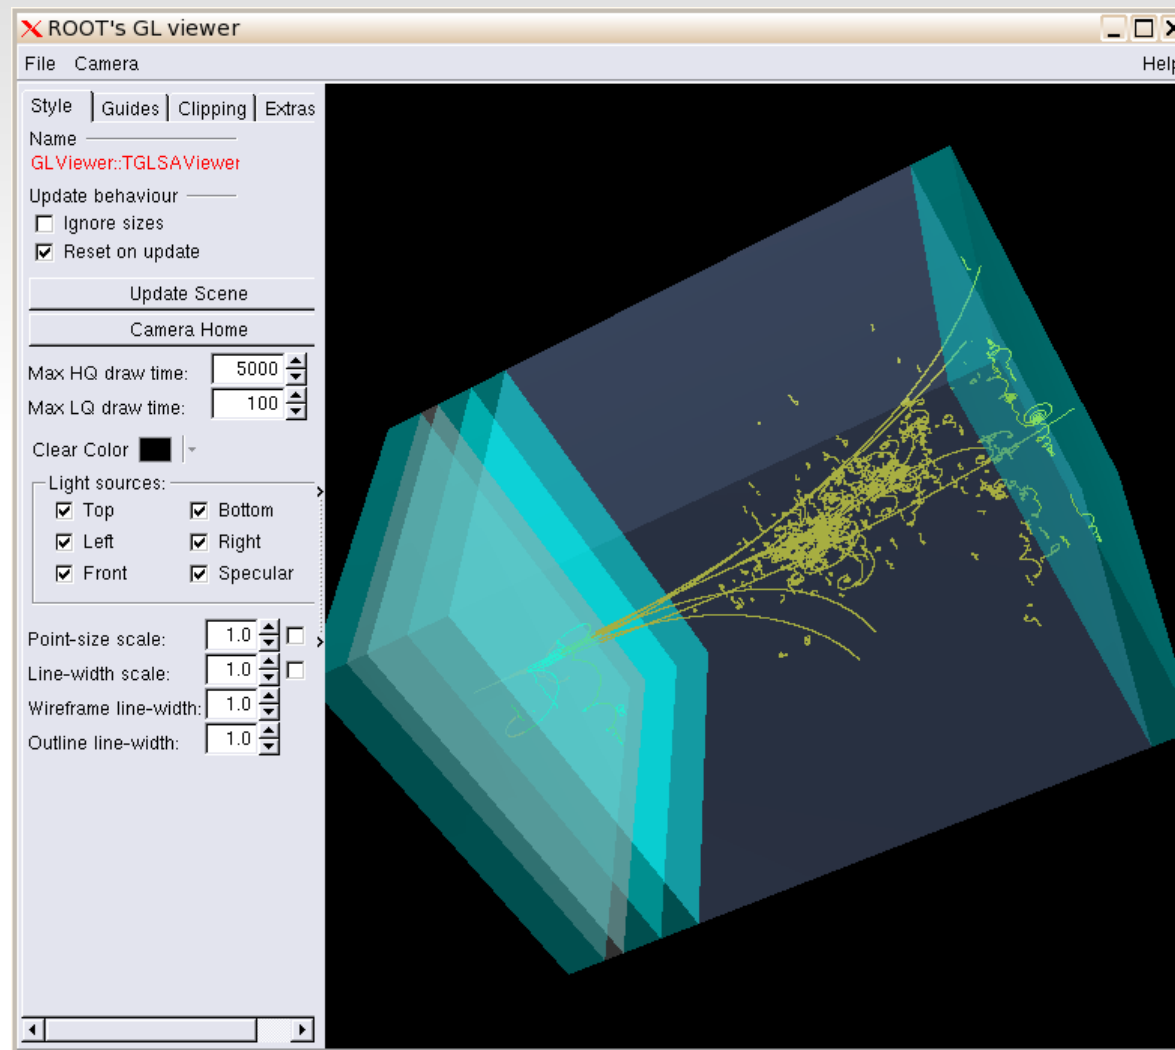 ROOT's GL viewer
File Camera Help
Style Guides Clipping Extras
Name
GLViewer::TGLSAViewer
Update behaviour
Ignore sizes
Reset on update
Update Scene
Camera Home
Max HQ draw time: 5000
Max LQ draw time: 100
Clear Color
Light sources:
Top Bottom
Left Right
Front Specular
Point-size scale: 1.0
Line-width scale: 1.0
Wireframe line-width: 1.0
Outline line-width: 1.0